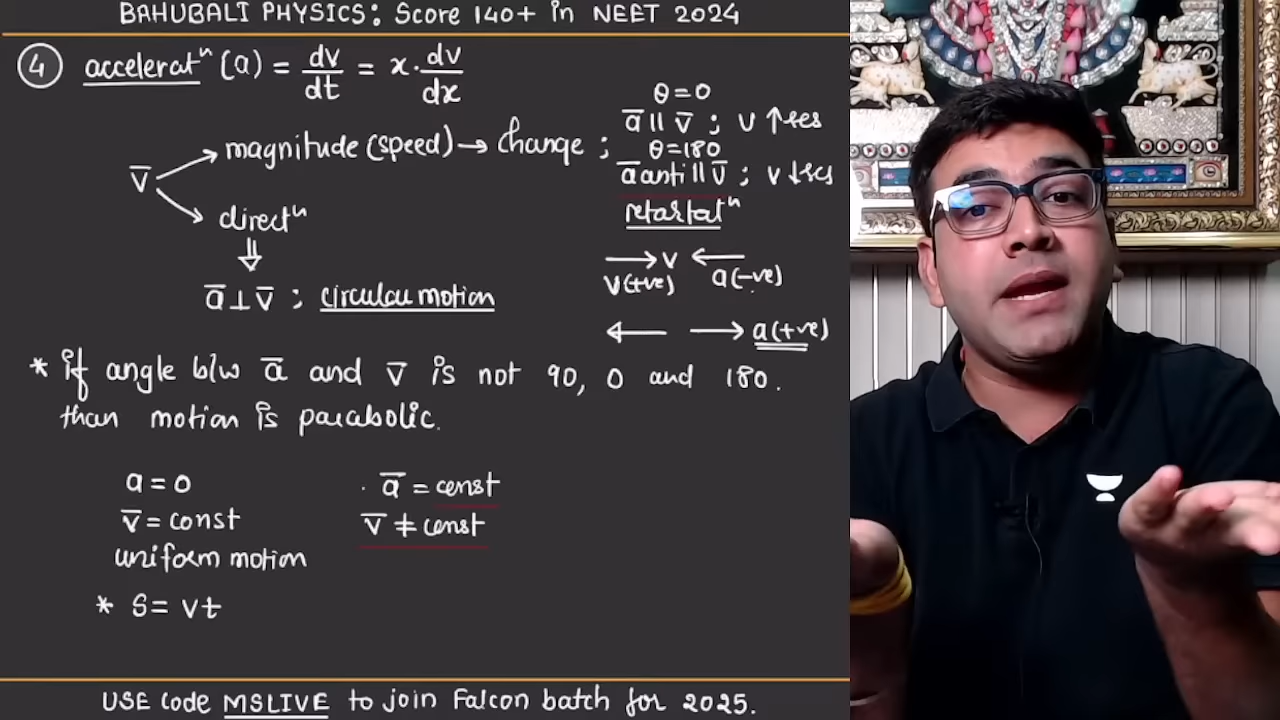 BAHUBALI PHYSICS: Score 140+ in NEET 2024
④ acceleratⁿ (a) = dv/dt = x · dv/dx
θ = 0
a̅ || v̅ ; v ↑ses
magnitude (speed) → change ;
θ = 180
v̅
a̅ anti || v̅ ; v ↓ses
directⁿ
retartatⁿ
⇓
→ v ←
v (+ve) a (-ve)
a̅ ⊥ v̅ ; circular motion
← → a (+ve)
* if angle b/w a̅ and v̅ is not 90, 0 and 180.
than motion is parabolic.
a = 0
a̅ = const
v̅ = const
v̅ ≠ const
uniform motion
* S = vt
USE Code MSLIVE to join Falcon batch for 2025.